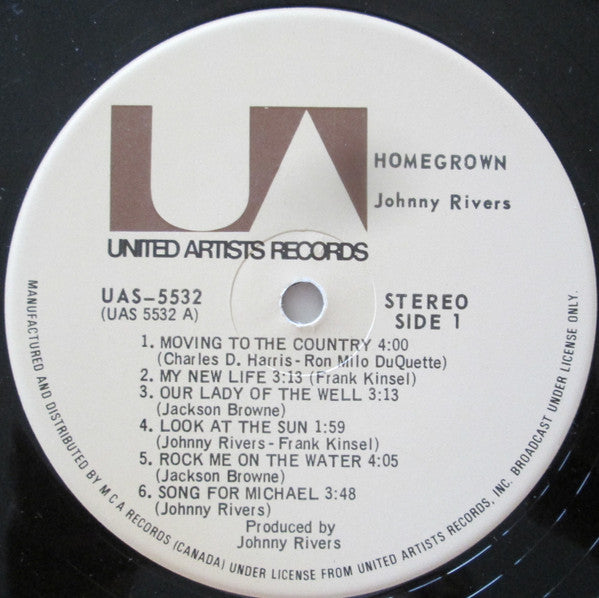 UA
HOMEGROWN
Johnny Rivers
UNITED ARTISTS RECORDS
UAS-5532
(UAS 5532 A)
STEREO
SIDE 1
1. MOVING TO THE COUNTRY 4:00
(Charles D. Harris-Ron Milo DuQuette)
2. MY NEW LIFE 3:13 (Frank Kinsel)
3. OUR LADY OF THE WELL 3:13
(Jackson Browne)
4. LOOK AT THE SUN 1:59
(Johnny Rivers-Frank Kinsel)
5. ROCK ME ON THE WATER 4:05
(Jackson Browne)
6. SONG FOR MICHAEL 3:48
(Johnny Rivers)
Produced by
Johnny Rivers
MANUFACTURED AND DISTRIBUTED BY M C A RECORDS (CANADA) UNDER LICENSE FROM UNITED ARTISTS RECORDS, INC. BROADCAST UNDER LICENSE ONLY.